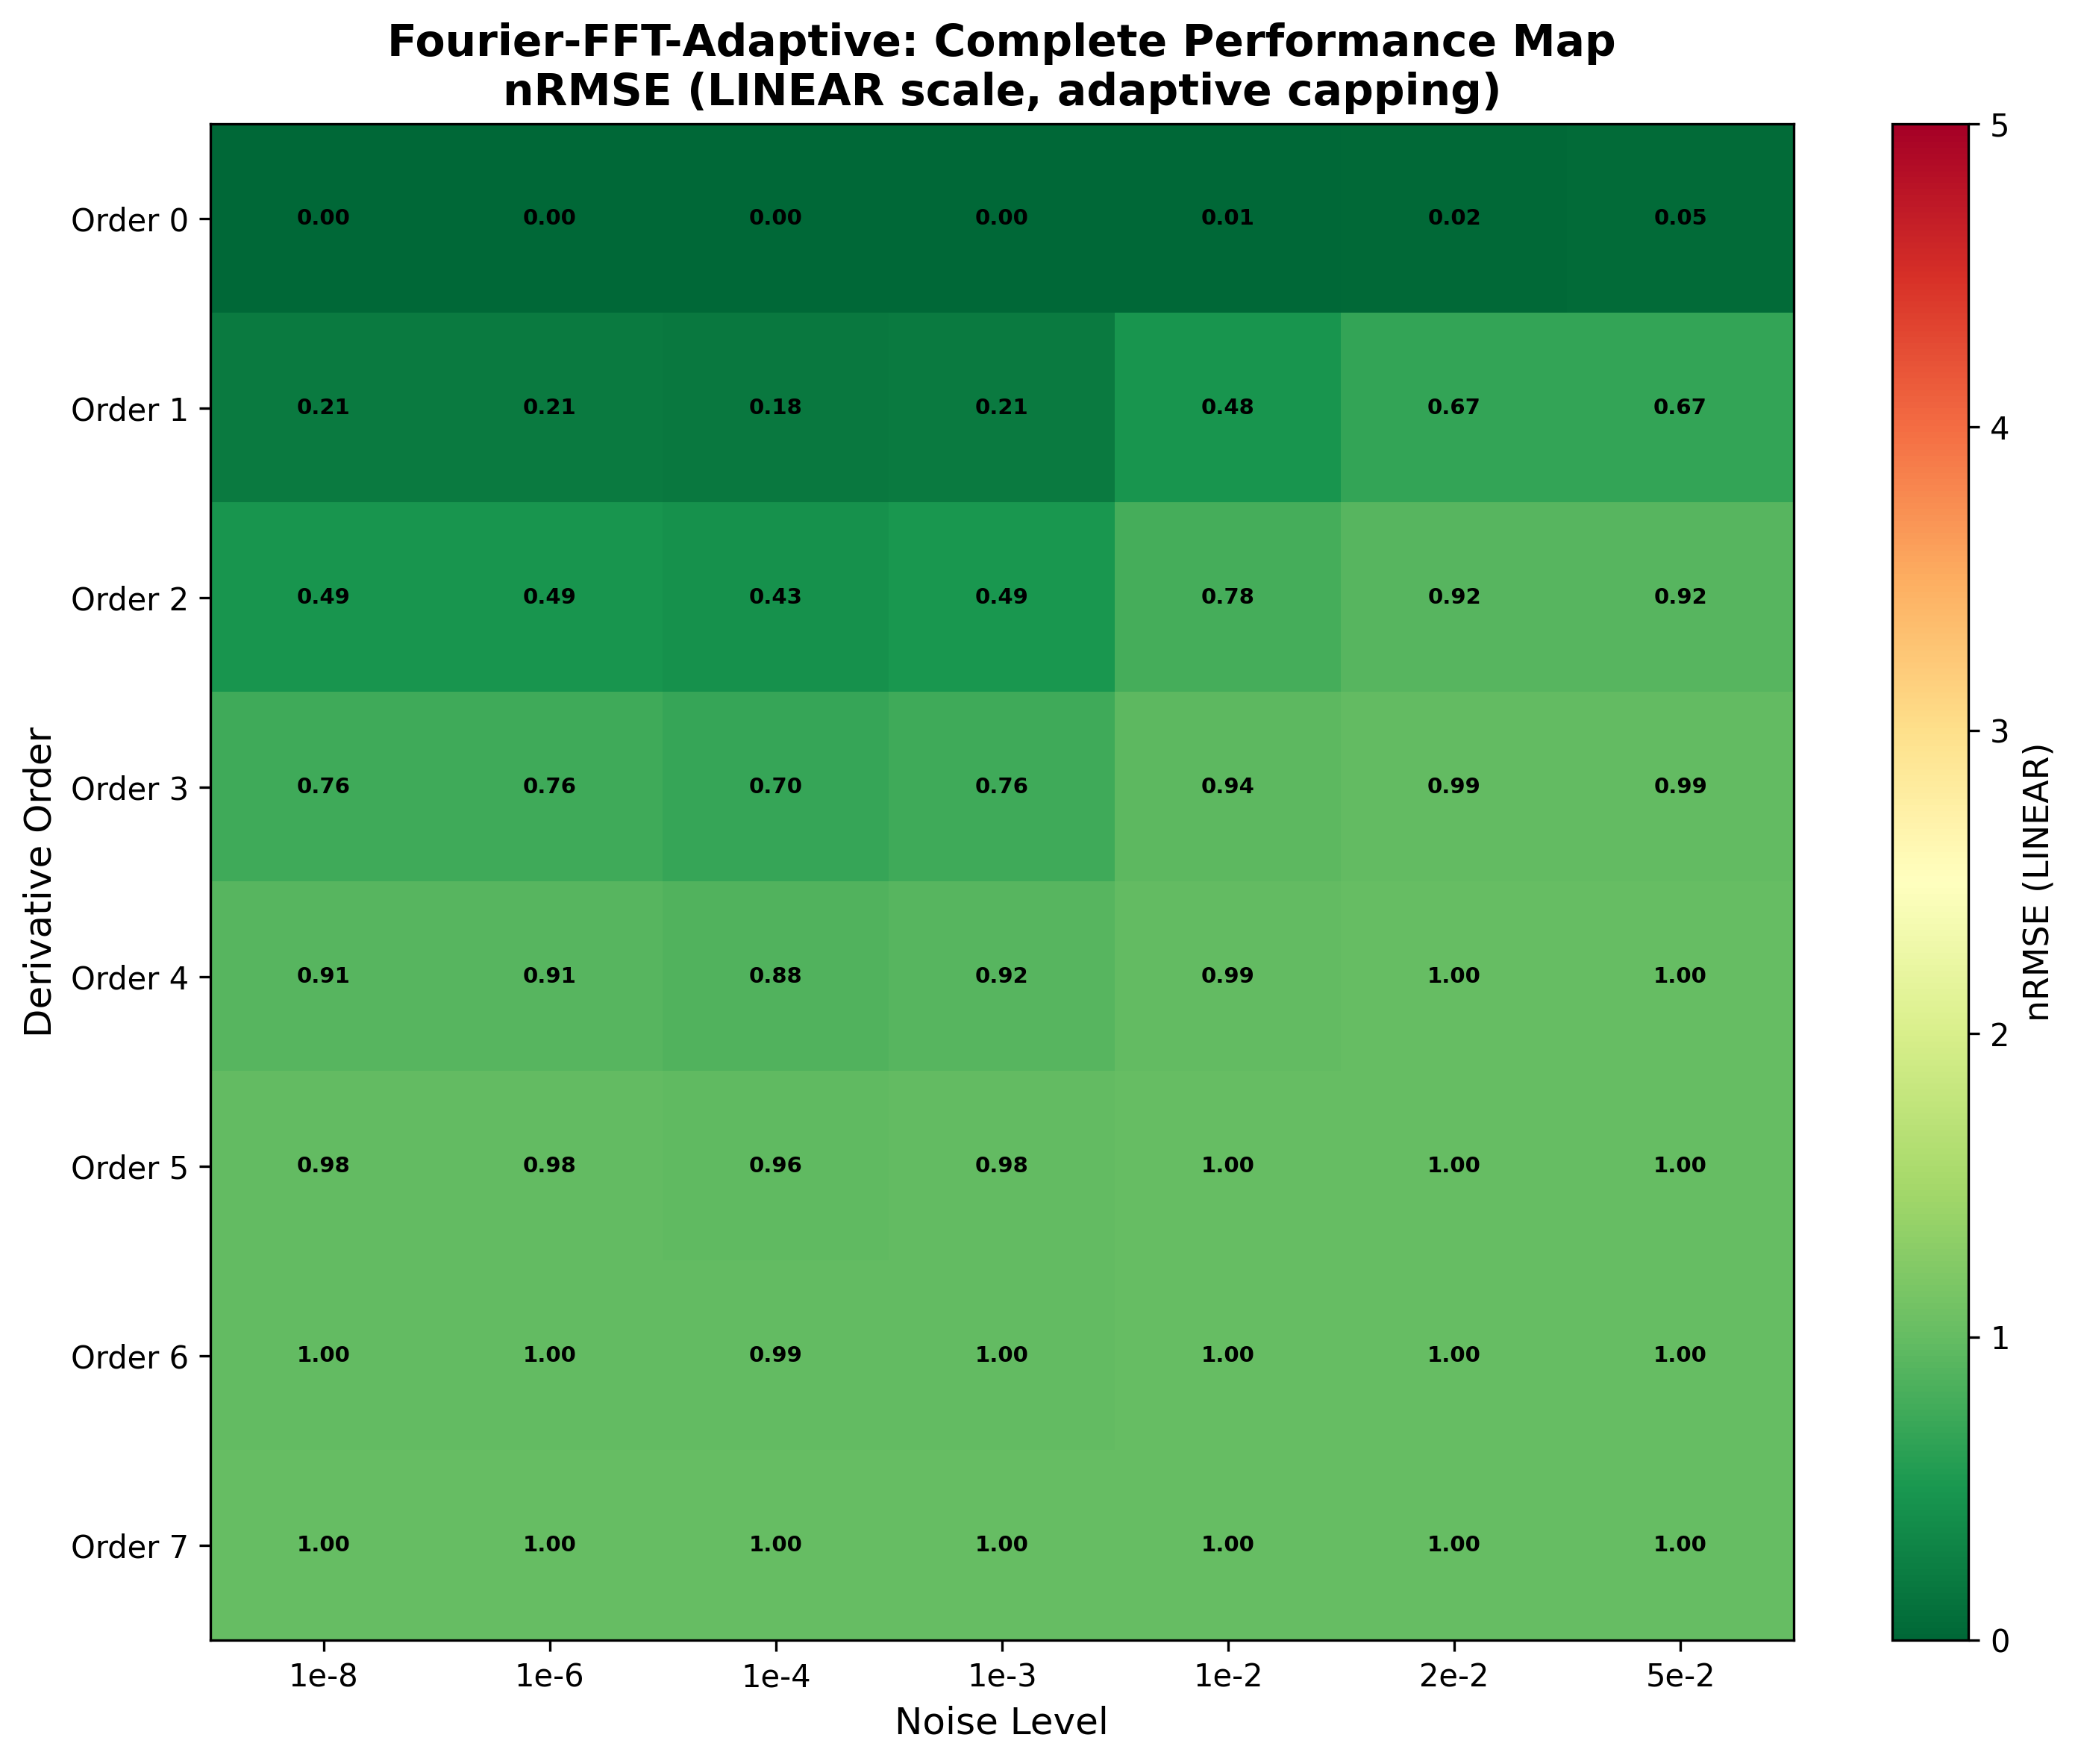 Fourier-FFT-Adaptive: Complete Performance Map
nRMSE (LINEAR scale, adaptive capping)
Derivative Order
Order 0 0.00 0.00 0.00 0.00 0.01 0.02 0.05
Order 1 0.21 0.21 0.18 0.21 0.48 0.67 0.67
Order 2 0.49 0.49 0.43 0.49 0.78 0.92 0.92
Order 3 0.76 0.76 0.70 0.76 0.94 0.99 0.99
Order 4 0.91 0.91 0.88 0.92 0.99 1.00 1.00
Order 5 0.98 0.98 0.96 0.98 1.00 1.00 1.00
Order 6 1.00 1.00 0.99 1.00 1.00 1.00 1.00
Order 7 1.00 1.00 1.00 1.00 1.00 1.00 1.00
1e-8 1e-6 1e-4 1e-3 1e-2 2e-2 5e-2
Noise Level
5
4
3
2
1
0
nRMSE (LINEAR)